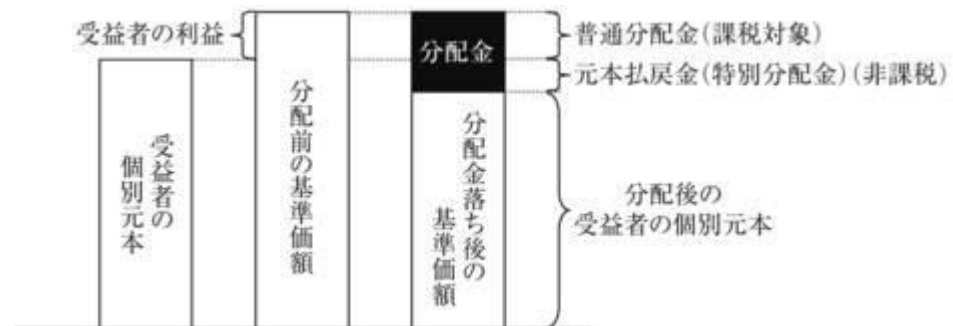 受益者の利益
受益者の
個別元本
分配前の基準価額
分配金
分配金落ち後の
基準価額
普通分配金(課税対象)
元本払戻金(特別分配金)(非課税)
分配後の
受益者の個別元本